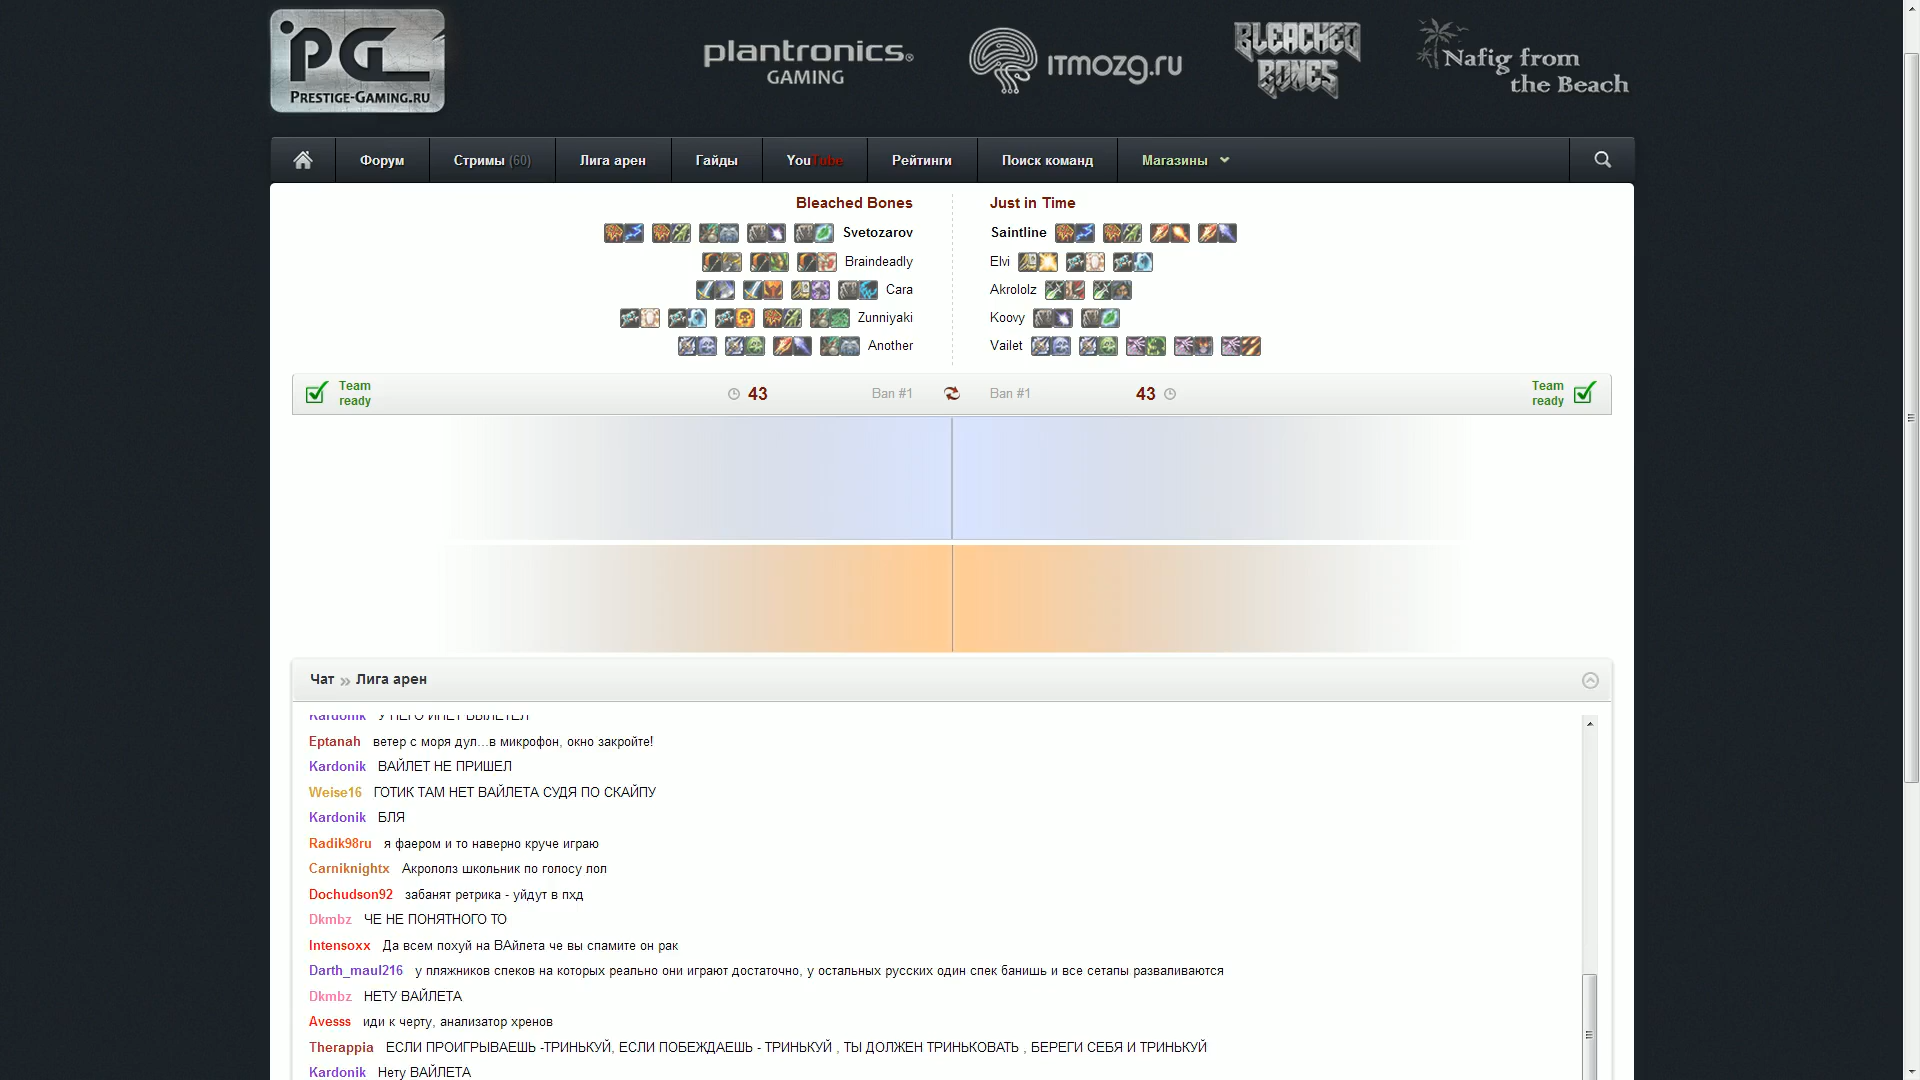 PG
PRESTIGE-GAMING.RU
plantronics®
GAMING
ITMOZG.RU
BLEACHED
BONES
Nafig from
the Beach
Форум
Стримы (60)
Лига арен
Гайды
YouTube
Рейтинги
Поиск команд
Магазины
Bleached Bones
Just in Time
Svetozarov
Saintline
Braindeadly
Elvi
Cara
Akrololz
Zunniyaki
Koovy
Another
Vailet
Team
ready
43
Ban #1
Ban #1
43
Team
ready
Чат » Лига арен
Kardonik У НЕГО ИНЕТ ВЫЛЕТЕЛ
Eptanah ветер с моря дул...в микрофон, окно закройте!
Kardonik ВАЙЛЕТ НЕ ПРИШЕЛ
Weise16 ГОТИК ТАМ НЕТ ВАЙЛЕТА СУДЯ ПО СКАЙПУ
Kardonik БЛЯ
Radik98ru я фаером и то наверно круче играю
Carniknightx Акрололз школьник по голосу лол
Dochudson92 забанят ретрика - уйдут в пхд
Dkmbz ЧЕ НЕ ПОНЯТНОГО ТО
Intensoxx Да всем похуй на ВАйлета че вы спамите он рак
Darth_maul216 у пляжников спеков на которых реально они играют достаточно, у остальных русских один спек банишь и все сетапы разваливаются
Dkmbz НЕТУ ВАЙЛЕТА
Avesss иди к черту, анализатор хренов
Therappia ЕСЛИ ПРОИГРЫВАЕШЬ -ТРИНЬКУЙ, ЕСЛИ ПОБЕЖДАЕШЬ - ТРИНЬКУЙ , ТЫ ДОЛЖЕН ТРИНЬКОВАТЬ , БЕРЕГИ СЕБЯ И ТРИНЬКУЙ
Kardonik Нету ВАЙЛЕТА